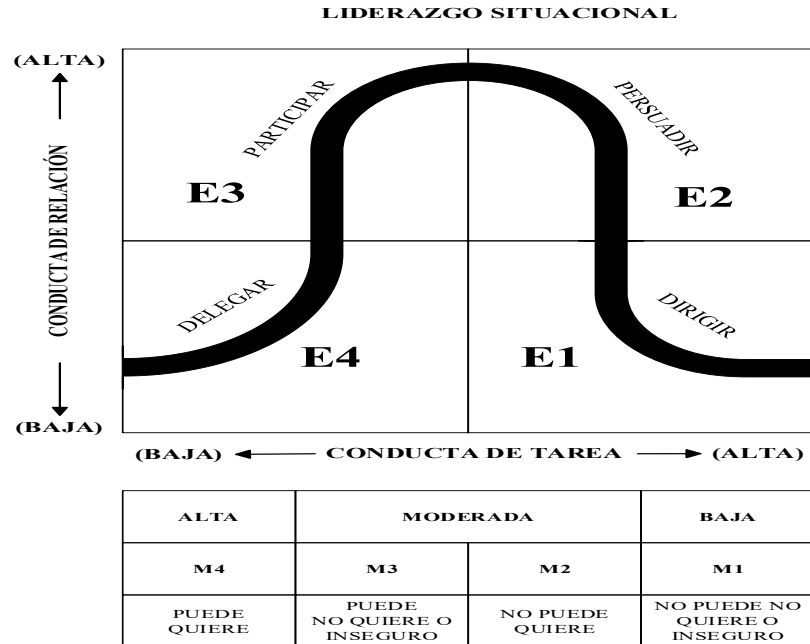 LIDERAZGO SITUACIONAL
(ALTA)
CONDUCTA DE RELACIÓN
(BAJA)
PARTICIPAR
PERSUADIR
E3
E2
DELEGAR
DIRIGIR
E4
E1
(BAJA) CONDUCTA DE TAREA (ALTA)
ALTA MODERADA BAJA
M4 M3 M2 M1
PUEDE
QUIERE
PUEDE
NO QUIERE O
INSEGURO
NO PUEDE
QUIERE
NO PUEDE NO
QUIERE O
INSEGURO